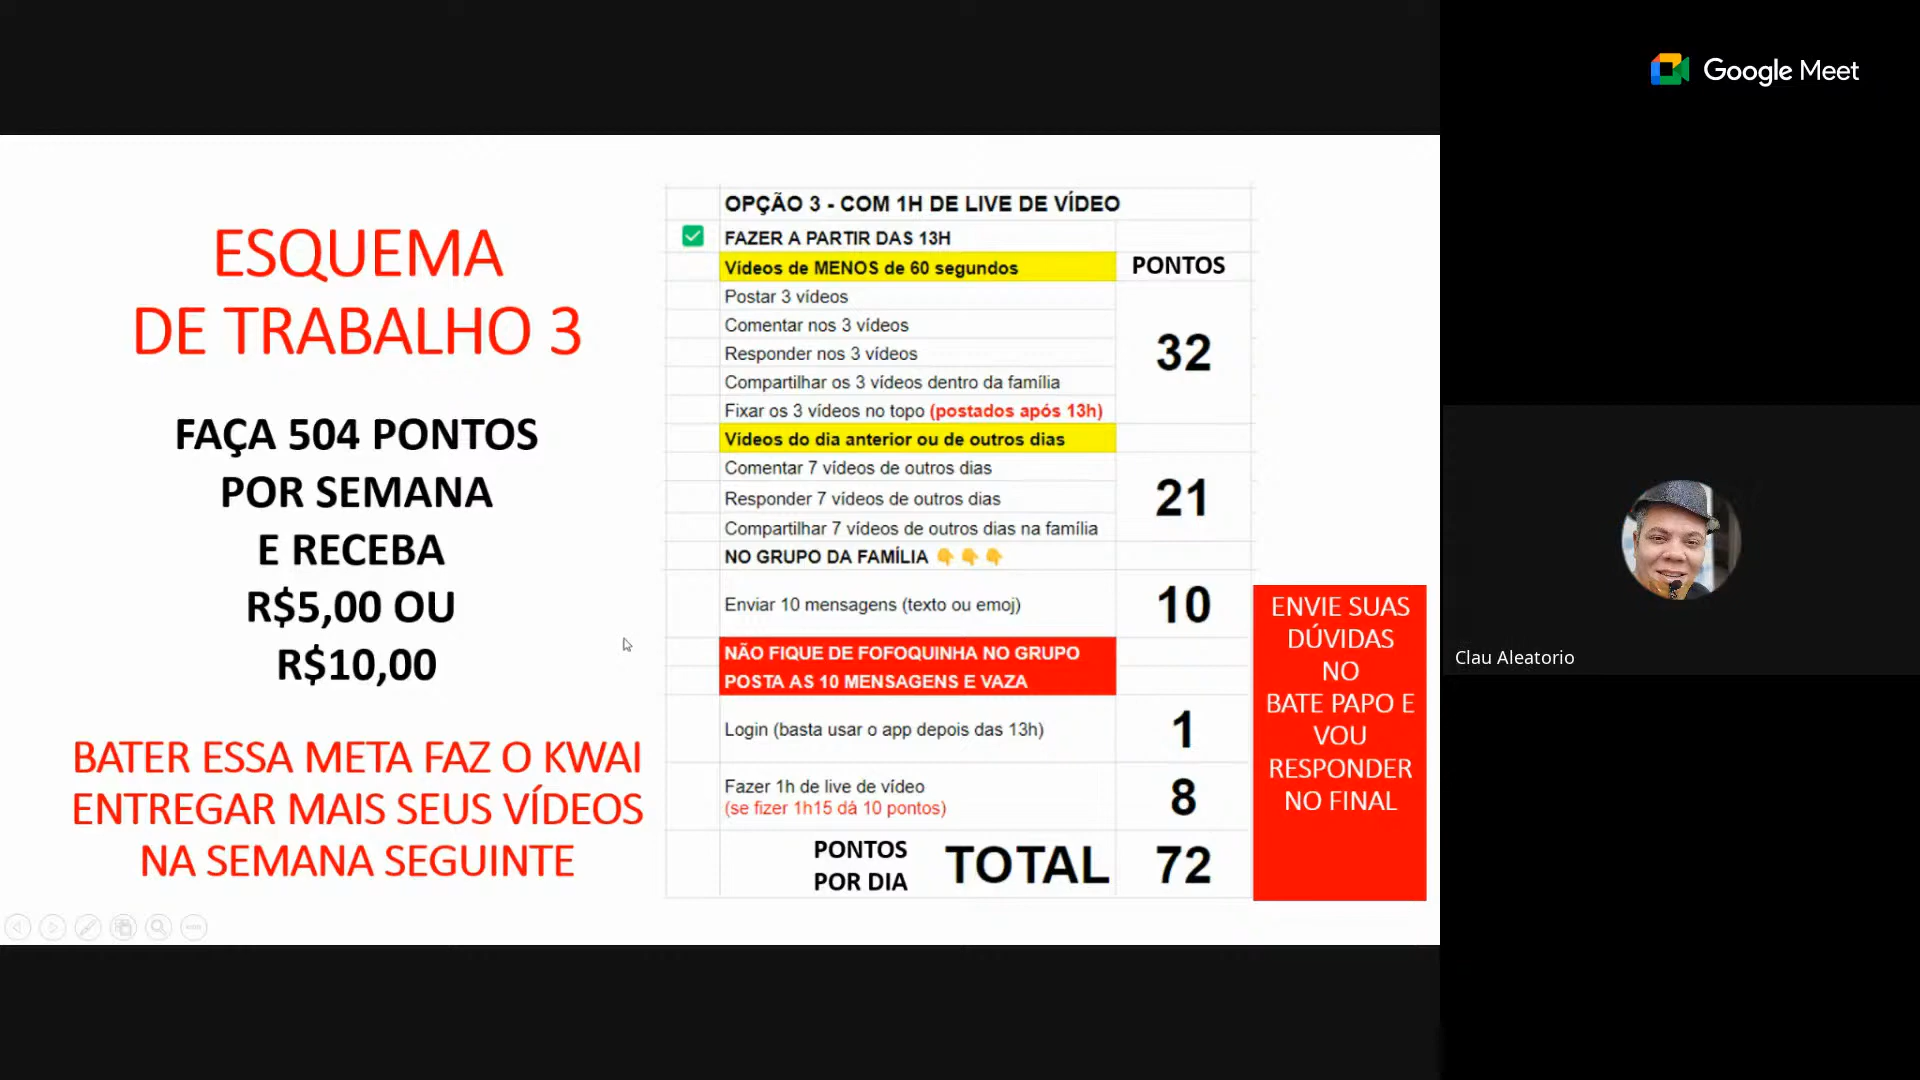 Google Meet
ESQUEMA
DE TRABALHO 3
FAÇA 504 PONTOS
POR SEMANA
E RECEBA
R$5,00 OU
R$10,00
BATER ESSA META FAZ O KWAI
ENTREGAR MAIS SEUS VÍDEOS
NA SEMANA SEGUINTE
OPÇÃO 3 - COM 1H DE LIVE DE VÍDEO
FAZER A PARTIR DAS 13H
Vídeos de MENOS de 60 segundos
PONTOS
Postar 3 vídeos
Comentar nos 3 vídeos
Responder nos 3 vídeos
32
Compartilhar os 3 vídeos dentro da família
Fixar os 3 vídeos no topo (postados após 13h)
Vídeos do dia anterior ou de outros dias
Comentar 7 vídeos de outros dias
Responder 7 vídeos de outros dias
21
Compartilhar 7 vídeos de outros dias na família
NO GRUPO DA FAMÍLIA 👇👇👇
Enviar 10 mensagens (texto ou emoj)
10
NÃO FIQUE DE FOFOQUINHA NO GRUPO
POSTA AS 10 MENSAGENS E VAZA
Login (basta usar o app depois das 13h)
1
Fazer 1h de live de vídeo
(se fizer 1h15 dá 10 pontos)
8
PONTOS
POR DIA
TOTAL
72
ENVIE SUAS
DÚVIDAS
NO
BATE PAPO E
VOU
RESPONDER
NO FINAL
Clau Aleatorio